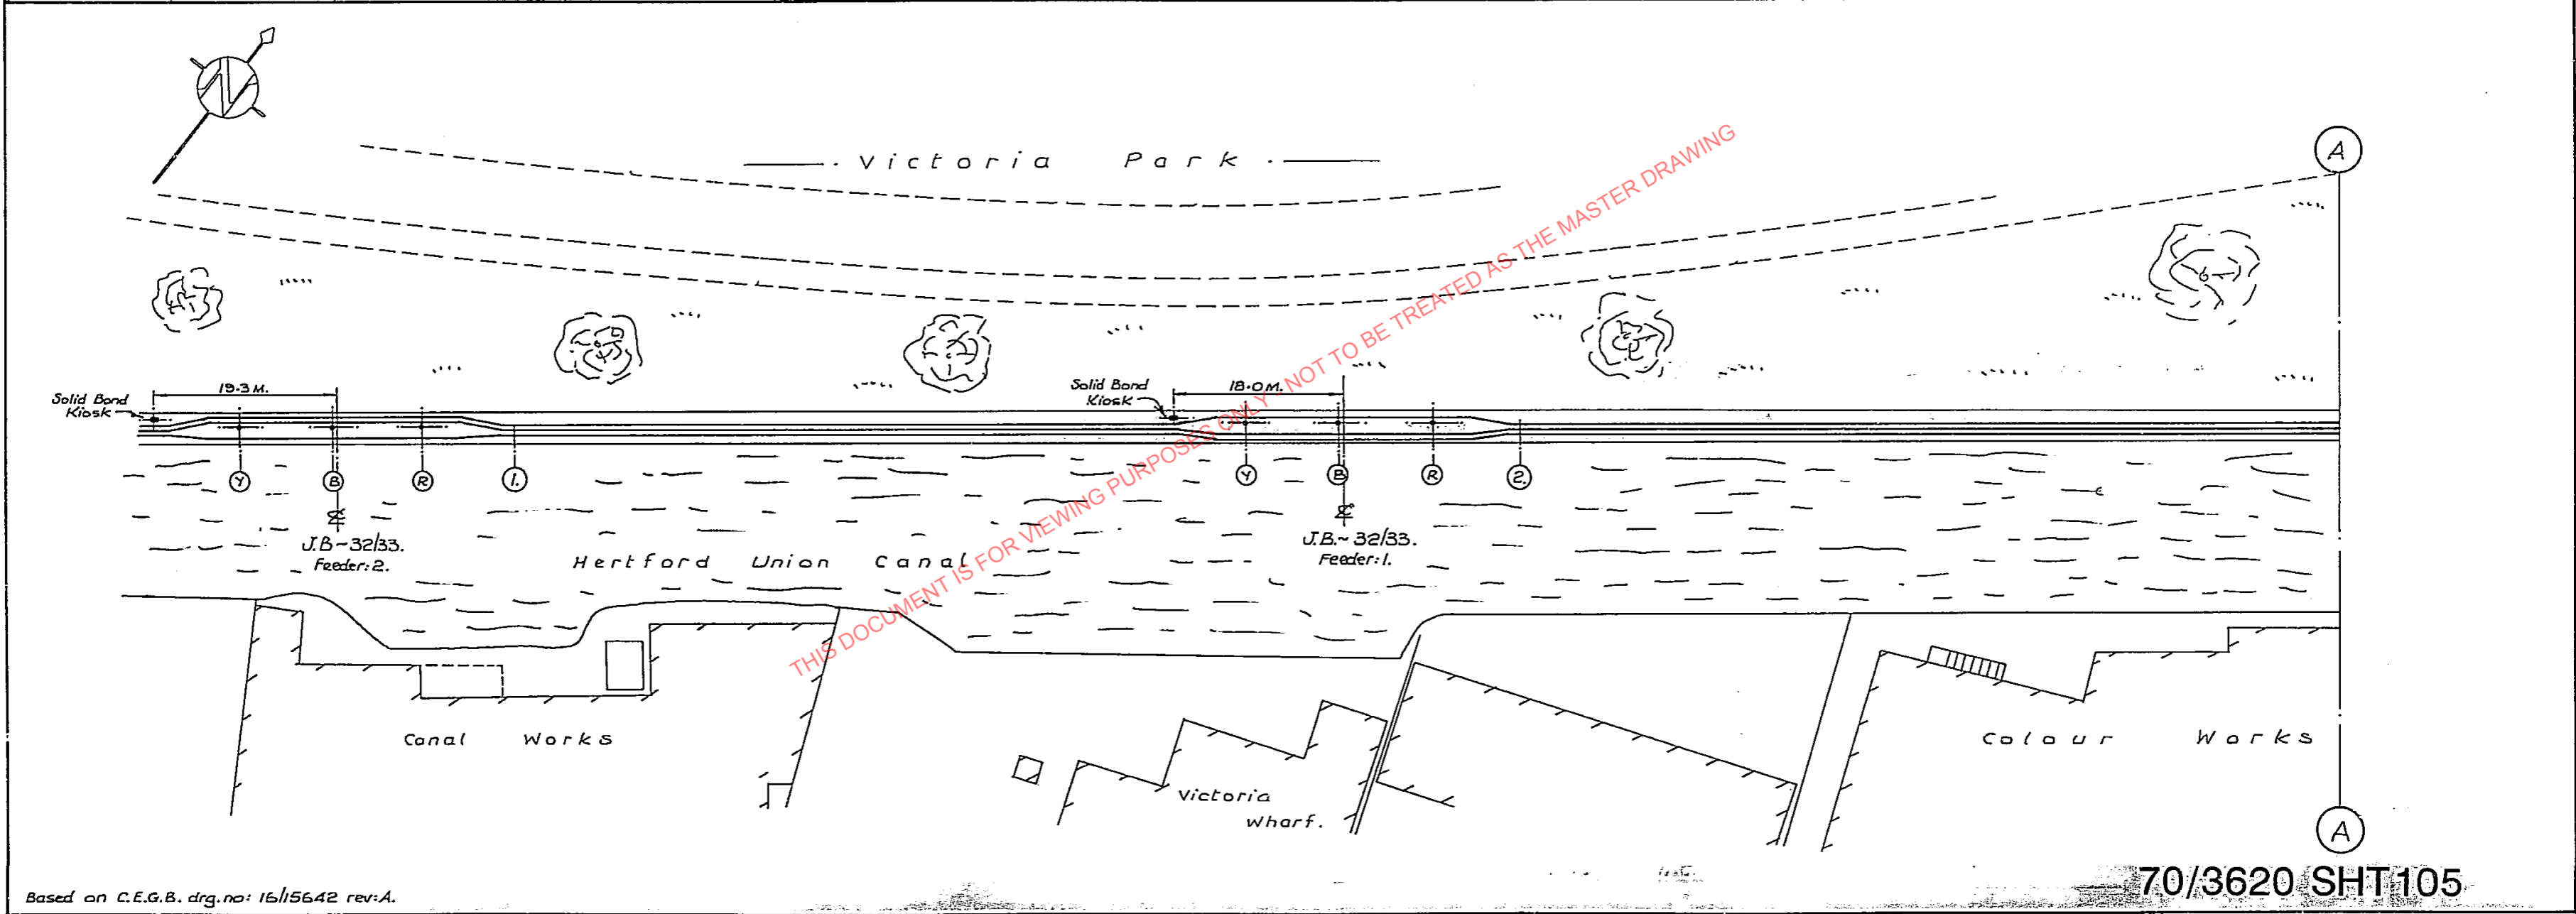 N
Victoria Park
A
THIS DOCUMENT IS FOR VIEWING PURPOSES ONLY - NOT TO BE TREATED AS THE MASTER DRAWING
Solid Bond
Kiosk
19.3 M.
Solid Bond
Kiosk
18.0 M.
Y B R 1.
Y B R 2.
J.B ~ 32/33.
Feeder: 2.
J.B. ~ 32/33.
Feeder: 1.
Hertford Union Canal
Canal Works
Victoria
Wharf.
Colour Works
A
70/3620 SHT105
Based on C.E.G.B. drg. no: 16/15642 rev: A.